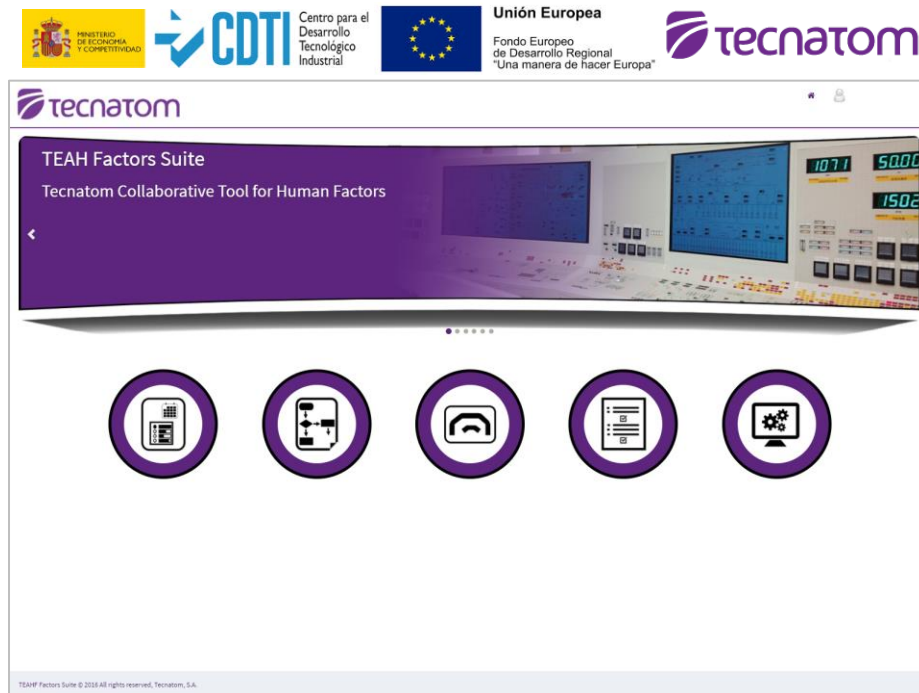 MINISTERIO
DE ECONOMÍA
Y COMPETITIVIDAD
CDTI
Centro para el
Desarrollo
Tecnológico
Industrial
Unión Europea
Fondo Europeo
de Desarrollo Regional
"Una manera de hacer Europa"
tecnatom
tecnatom
TEAH Factors Suite
Tecnatom Collaborative Tool for Human Factors
1071
50.00
1502
TEAHF Factors Suite © 2016 All rights reserved, Tecnatom, S.A.